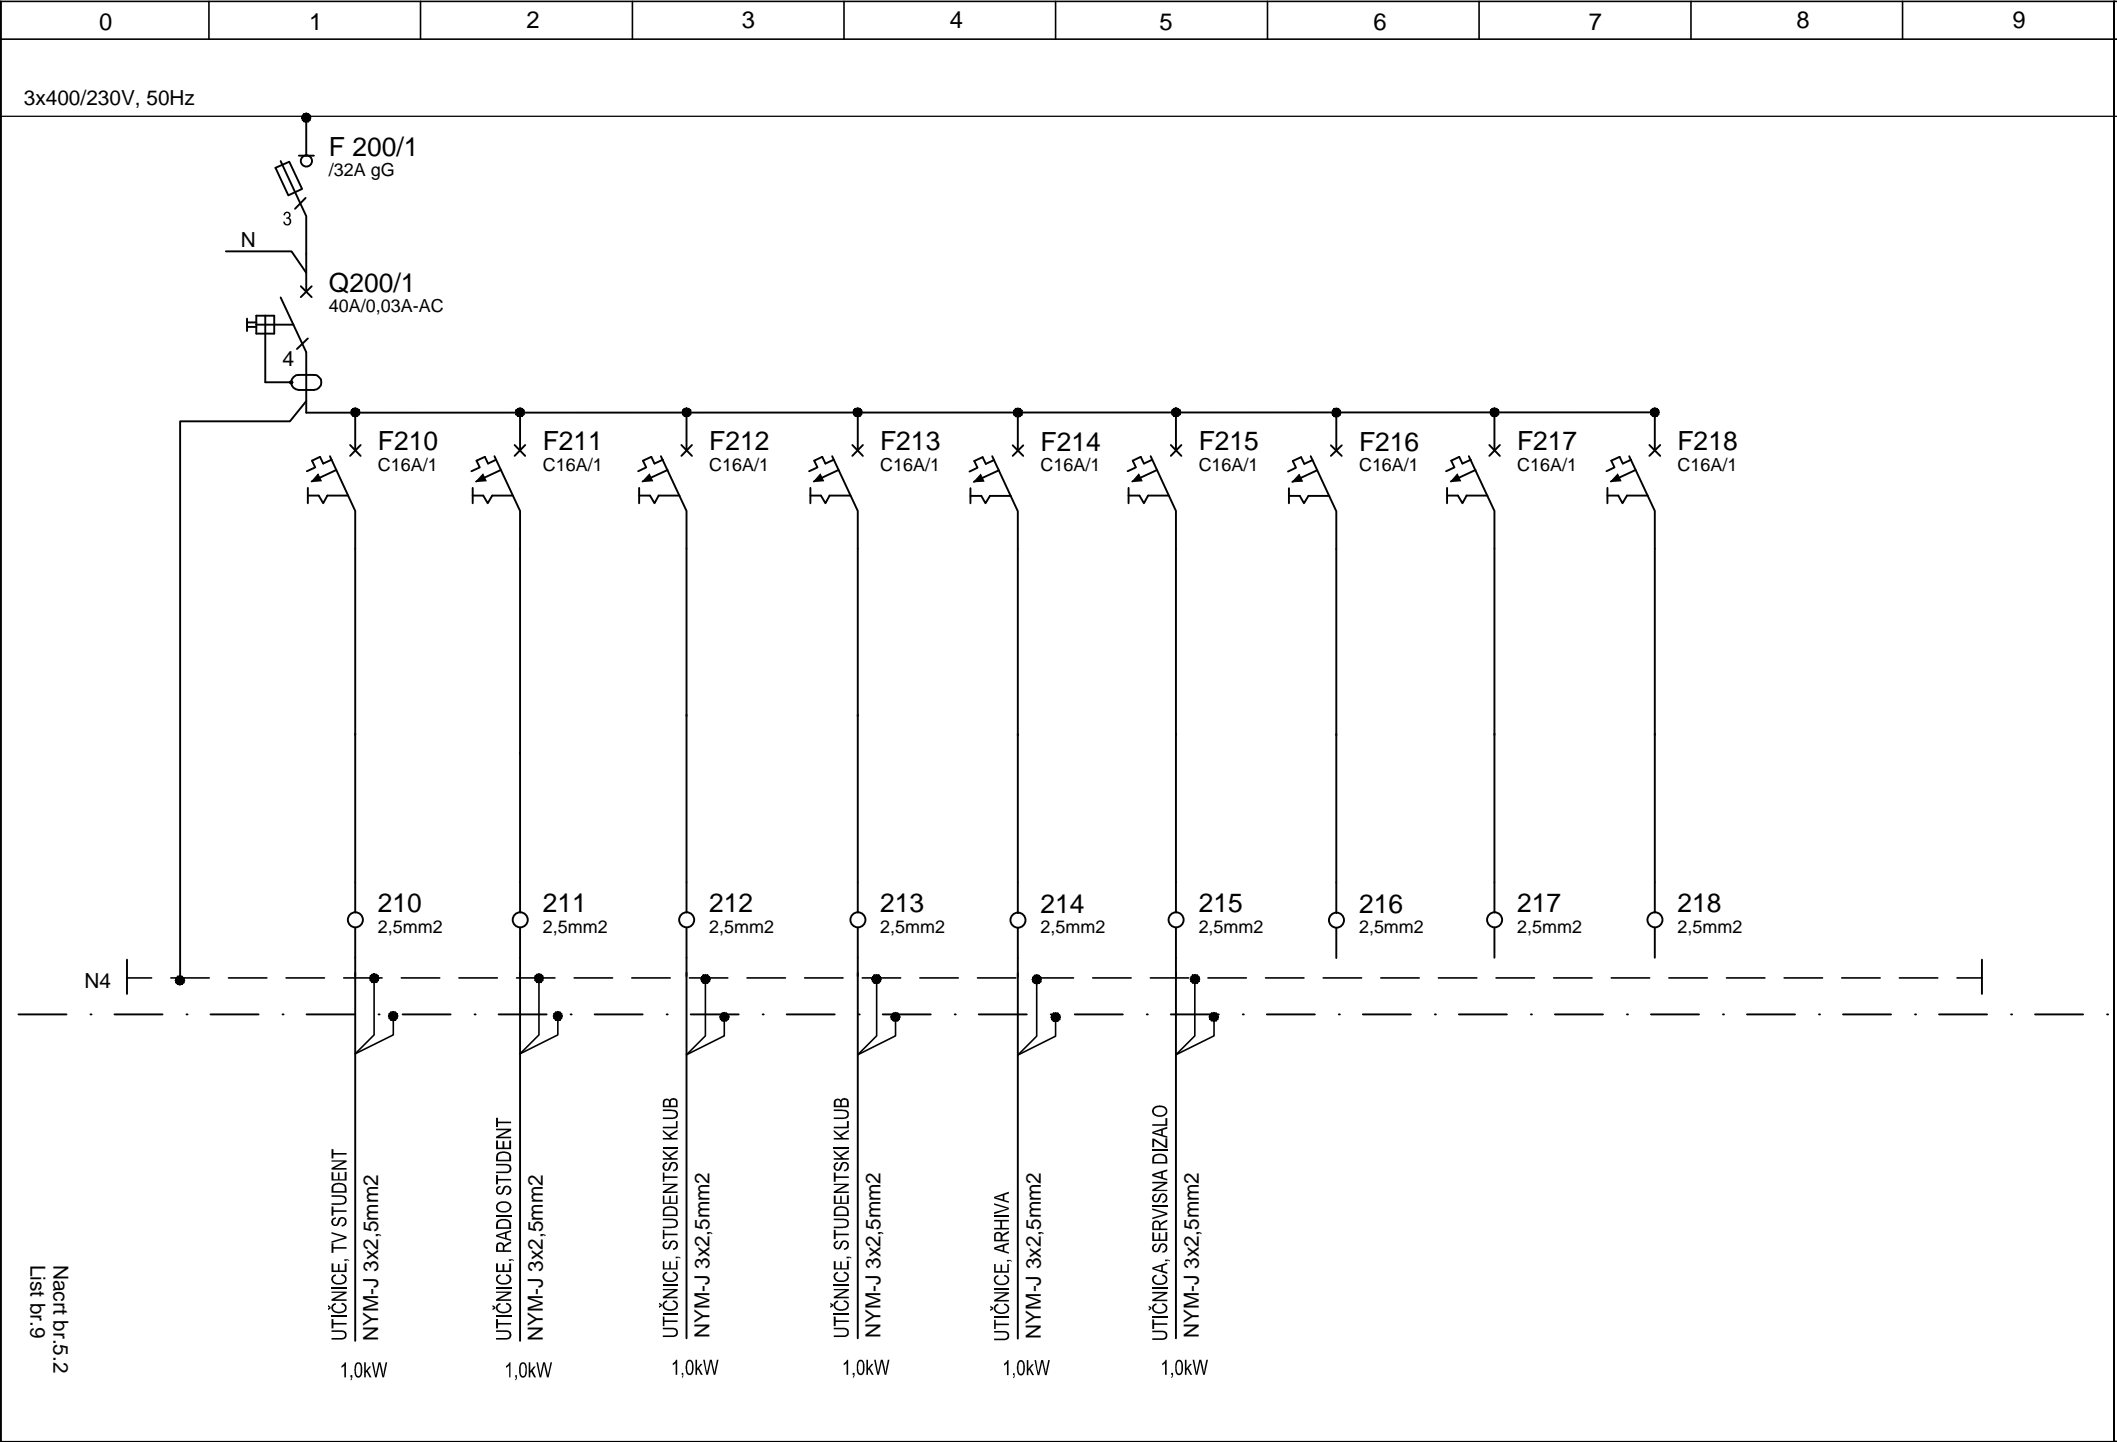 0 1 2 3 4 5 6 7 8 9
3x400/230V, 50Hz
F 200/1
/32A gG
3
N
Q200/1
40A/0,03A-AC
4
F210
C16A/1
F211
C16A/1
F212
C16A/1
F213
C16A/1
F214
C16A/1
F215
C16A/1
F216
C16A/1
F217
C16A/1
F218
C16A/1
210
2,5mm2
211
2,5mm2
212
2,5mm2
213
2,5mm2
214
2,5mm2
215
2,5mm2
216
2,5mm2
217
2,5mm2
218
2,5mm2
N4
UTIČNICE, TV STUDENT
NYM-J 3x2,5mm2
1,0kW
UTIČNICE, RADIO STUDENT
NYM-J 3x2,5mm2
1,0kW
UTIČNICE, STUDENTSKI KLUB
NYM-J 3x2,5mm2
1,0kW
UTIČNICE, STUDENTSKI KLUB
NYM-J 3x2,5mm2
1,0kW
UTIČNICE, ARHIVA
NYM-J 3x2,5mm2
1,0kW
UTIČNICA, SERVISNA DIZALO
NYM-J 3x2,5mm2
1,0kW
Nacrt br.5.2
List br.9